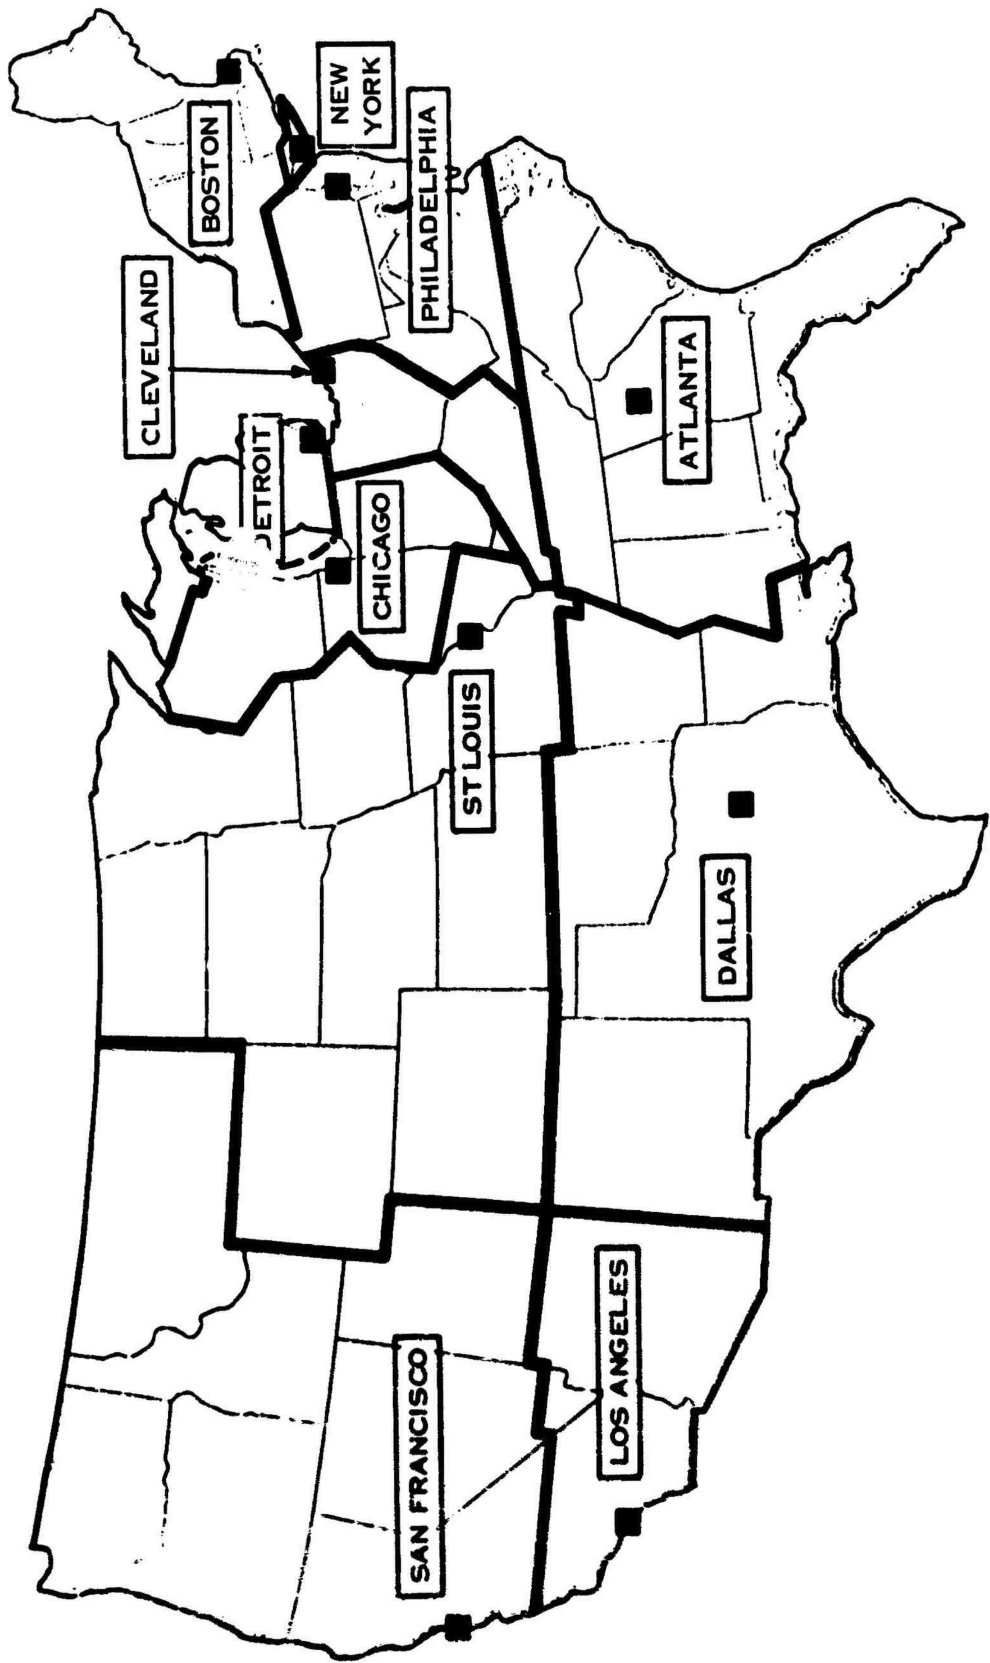 BOSTON
NEW
YORK
PHILADELPHIA
CLEVELAND
DETROIT
CHICAGO
ATLANTA
ST LOUIS
DALLAS
SAN FRANCISCO
LOS ANGELES